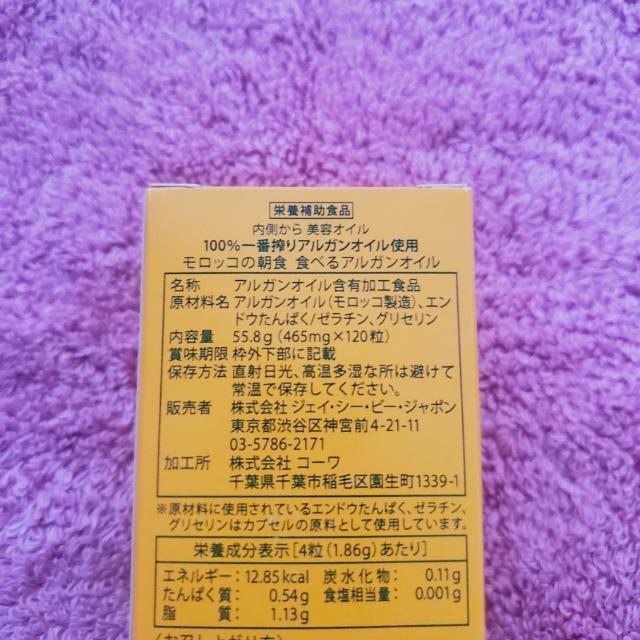 栄養補助食品
内側から 美容オイル
100%一番搾りアルガンオイル使用
モロッコの朝食 食べるアルガンオイル
名称 アルガンオイル含有加工食品
原材料名 アルガンオイル(モロッコ製造)、エン
ドウたんぱく/ゼラチン、グリセリン
内容量 55.8g(465mg×120粒)
賞味期限 枠外下部に記載
保存方法 直射日光、高温多湿な所は避けて
常温で保存してください。
販売者 株式会社 ジェイ・シー・ビー・ジャポン
東京都渋谷区神宮前4-21-11
03-5786-2171
加工所 株式会社 コーワ
千葉県千葉市稲毛区園生町1339-1
※原材料に使用されているエンドウたんぱく、ゼラチン、
グリセリンはカプセルの原料として使用しています。
栄養成分表示[4粒(1.86g)あたり]
エネルギー:12.85kcal 炭水化物: 0.11g
たんぱく質: 0.54g 食塩相当量:0.001g
脂 質: 1.13g